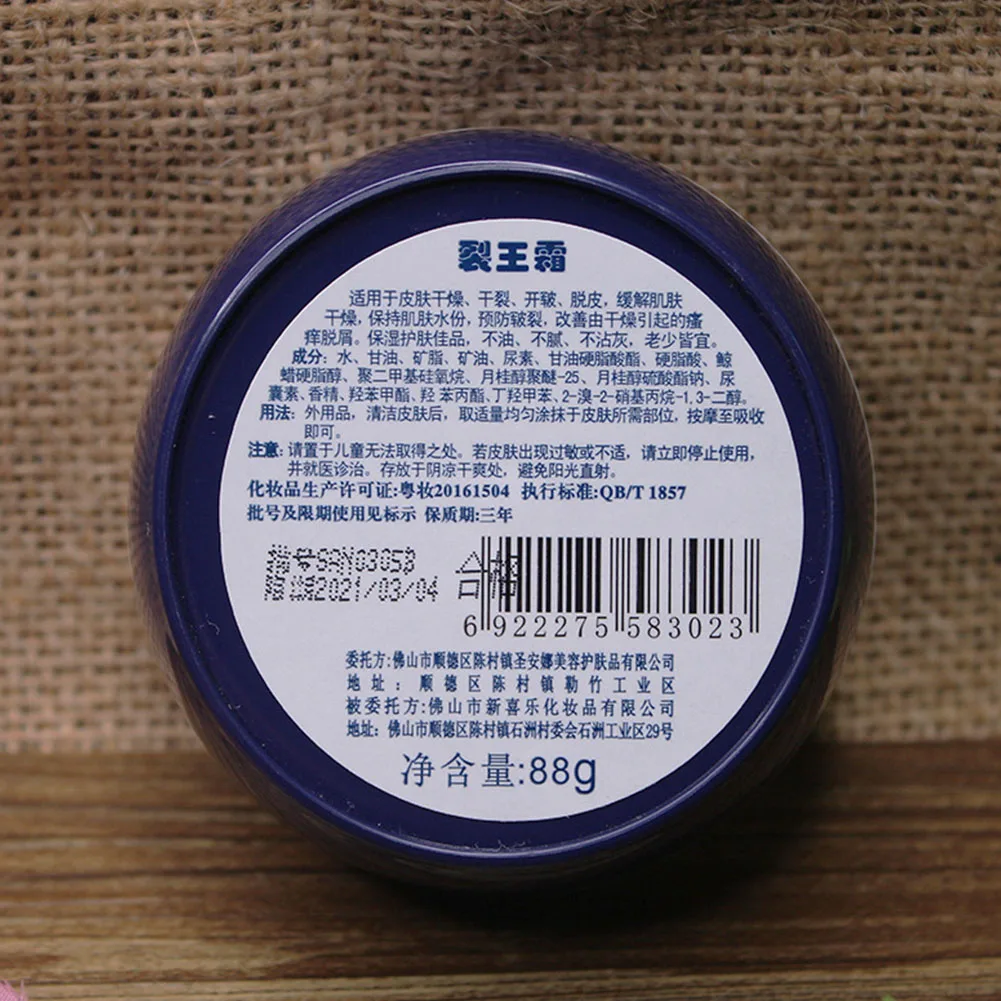 裂王霜
适用于皮肤干燥、干裂、开皲、脱皮，缓解肌肤
干燥，保持肌肤水份，预防皲裂，改善由干燥引起的瘙
痒脱屑。保湿护肤佳品，不油、不腻、不沾灰，老少皆宜。
成分：水、甘油、矿脂、矿油、尿素、甘油硬脂酸酯、硬脂酸、鲸
蜡硬脂醇、聚二甲基硅氧烷、月桂醇聚醚-25、月桂醇硫酸酯钠、尿
囊素、香精、羟苯甲酯、羟苯丙酯、丁羟甲苯、2-溴-2-硝基丙烷-1,3-二醇。
用法：外用品，清洁皮肤后，取适量均匀涂抹于皮肤所需部位，按摩至吸收
即可。
注意：请置于儿童无法取得之处。若皮肤出现过敏或不适，请立即停止使用，
并就医诊治。存放于阴凉干爽处，避免阳光直射。
化妆品生产许可证：粤妆20161504 执行标准：QB/T 1857
批号及限期使用见标示 保质期：三年
批号SAN0305B
限期2021/03/04 合格
6 922275 583023
委托方：佛山市顺德区陈村镇圣安娜美容护肤品有限公司
地址：顺德区陈村镇勒竹工业区
被委托方：佛山市新喜乐化妆品有限公司
地址：佛山市顺德区陈村镇石洲村委会石洲工业区29号
净含量：88g